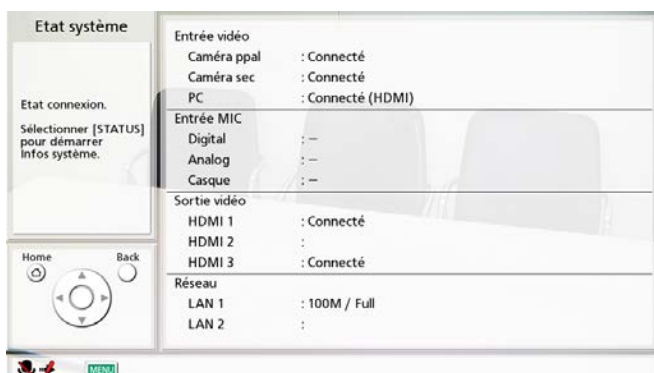 Etat système
Etat connexion.
Sélectionner [STATUS]
pour démarrer
Infos système.
Home
Back
Entrée vidéo
Caméra ppal : Connecté
Caméra sec : Connecté
PC : Connecté (HDMI)
Entrée MIC
Digital : –
Analog : –
Casque : –
Sortie vidéo
HDMI 1 : Connecté
HDMI 2 :
HDMI 3 : Connecté
Réseau
LAN 1 : 100M / Full
LAN 2 :
MENU